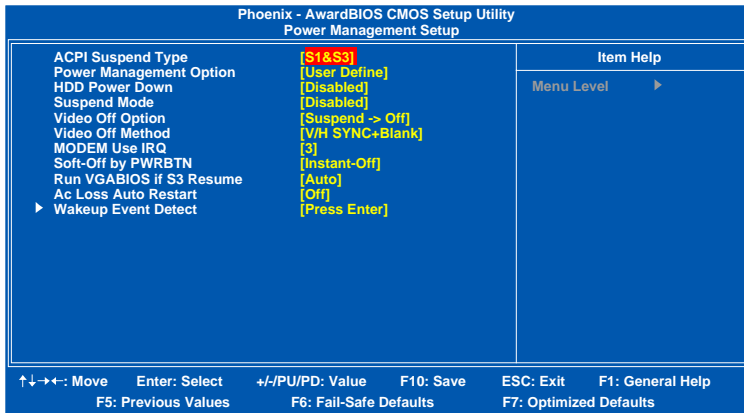 Phoenix - AwardBIOS CMOS Setup Utility
Power Management Setup
ACPI Suspend Type [S1&S3]
Power Management Option [User Define]
HDD Power Down [Disabled]
Suspend Mode [Disabled]
Video Off Option [Suspend -> Off]
Video Off Method [V/H SYNC+Blank]
MODEM Use IRQ [3]
Soft-Off by PWRBTN [Instant-Off]
Run VGABIOS if S3 Resume [Auto]
Ac Loss Auto Restart [Off]
Wakeup Event Detect [Press Enter]
Item Help
Menu Level
↑↓→←: Move Enter: Select +/-/PU/PD: Value F10: Save ESC: Exit F1: General Help
F5: Previous Values F6: Fail-Safe Defaults F7: Optimized Defaults